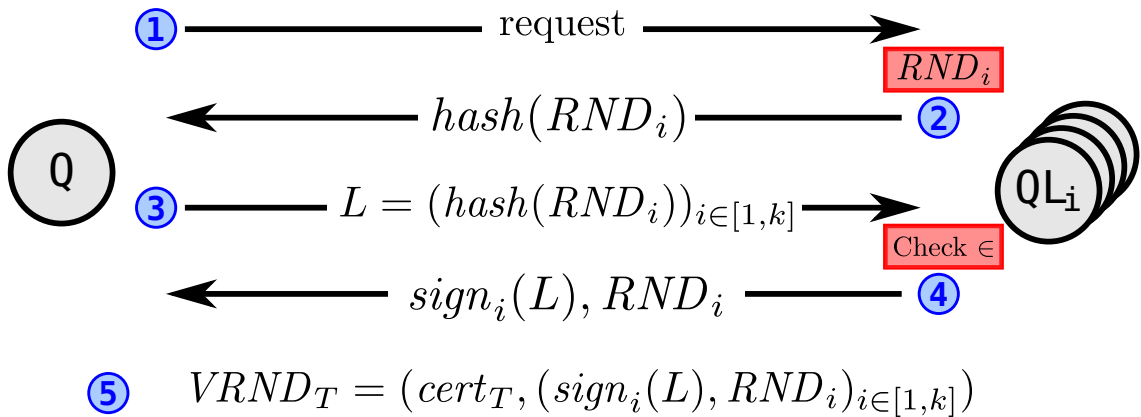 1 request
RND_i
hash(RND_i) 2
Q
QL_i
3 L = (hash(RND_i))_{i∈[1,k]}
Check ∈
sign_i(L), RND_i 4
5 VRND_T = (cert_T, (sign_i(L), RND_i)_{i∈[1,k]})